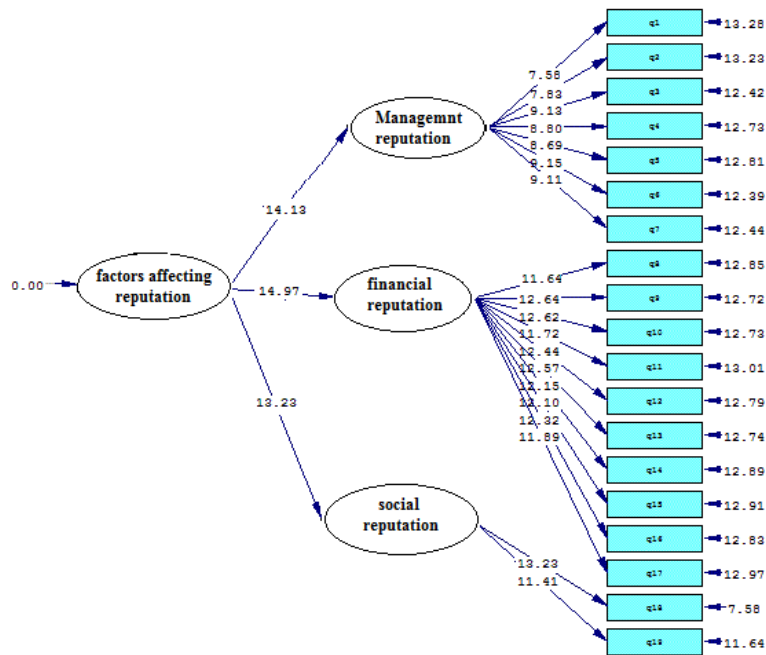 q1
13.28
q2
13.23
7.58
7.83
q3
12.42
9.13
Managemnt
reputation
8.80
q4
12.73
8.69
q5
12.81
9.15
9.11
q6
12.39
q7
12.44
14.13
q8
12.85
factors affecting
reputation
0.00
14.97
financial
reputation
11.64
12.64
q9
12.72
12.62
11.72
q10
12.73
12.44
q11
13.01
12.57
12.15
q12
12.79
12.10
12.32
q13
12.74
11.89
13.23
q14
12.89
q15
12.91
social
reputation
q16
12.83
q17
12.97
13.23
11.41
q18
7.58
q19
11.64